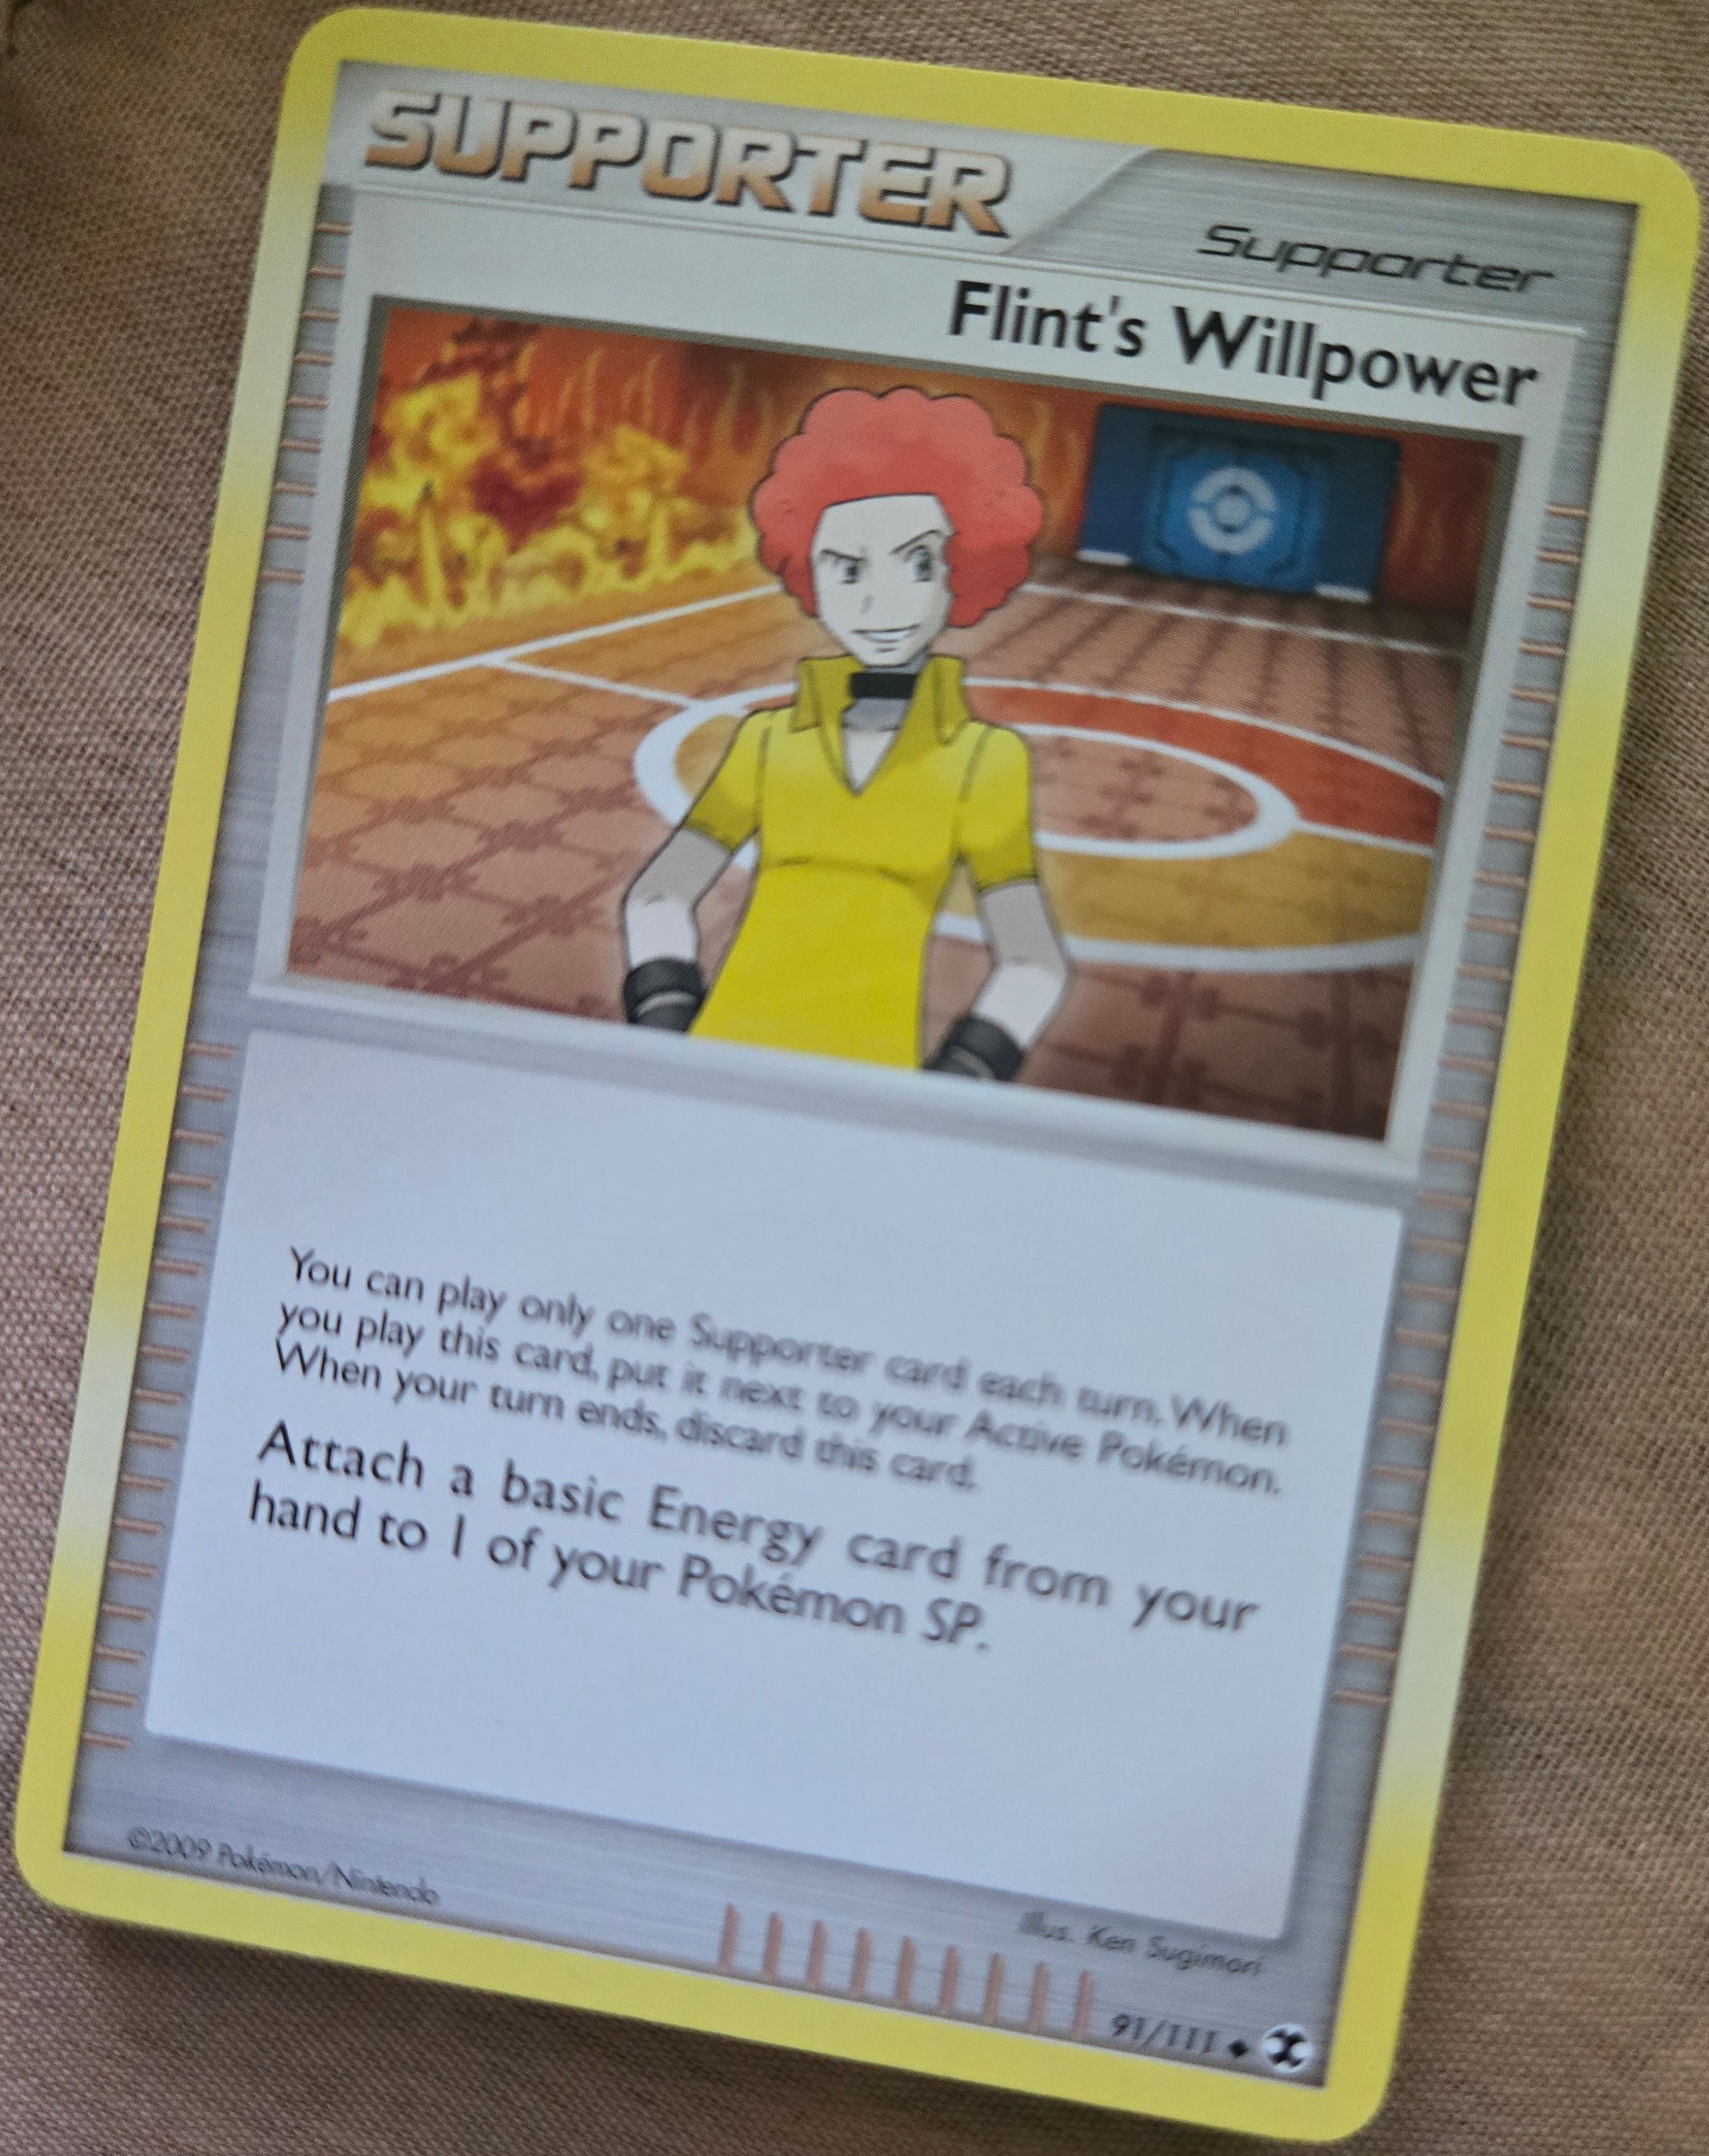 SUPPORTER
Supporter
Flint's Willpower
You can play only one Supporter card each turn. When
you play this card, put it next to your Active Pokémon.
When your turn ends, discard this card.
Attach a basic Energy card from your
hand to 1 of your Pokémon SP.
©2009 Pokémon/Nintendo
Illus. Ken Sugimori
91/111